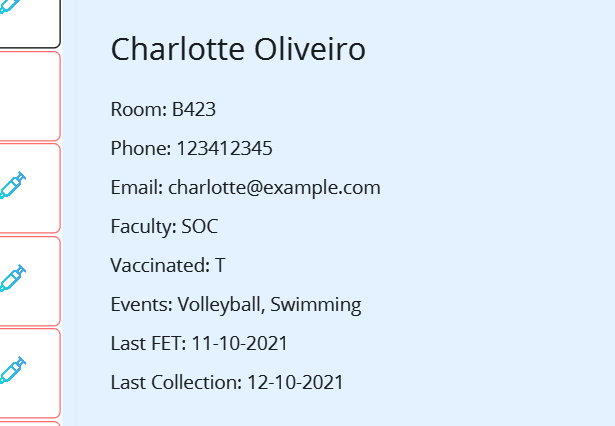 Charlotte Oliveiro
Room: B423
Phone: 123412345
Email: charlotte@example.com
Faculty: SOC
Vaccinated: T
Events: Volleyball, Swimming
Last FET: 11-10-2021
Last Collection: 12-10-2021